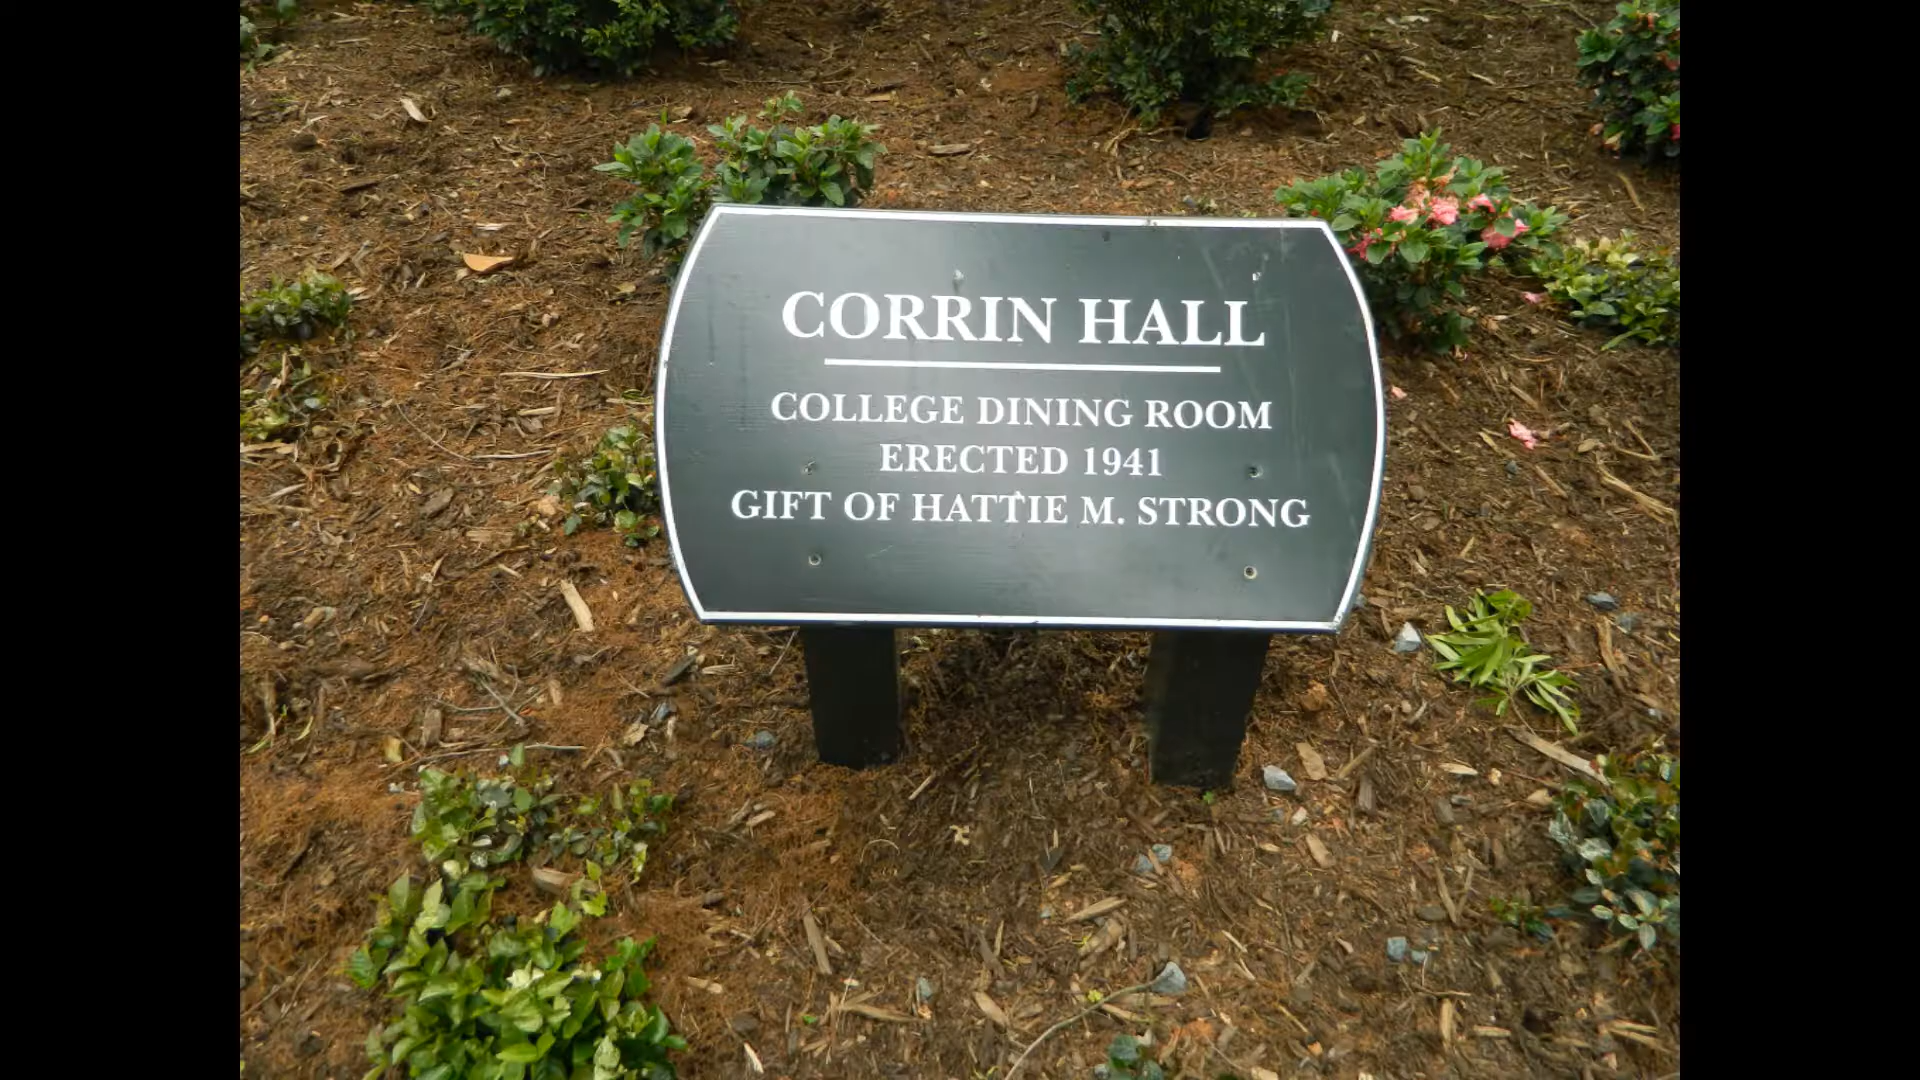 CORRIN HALL
COLLEGE DINING ROOM
ERECTED 1941
GIFT OF HATTIE M. STRONG